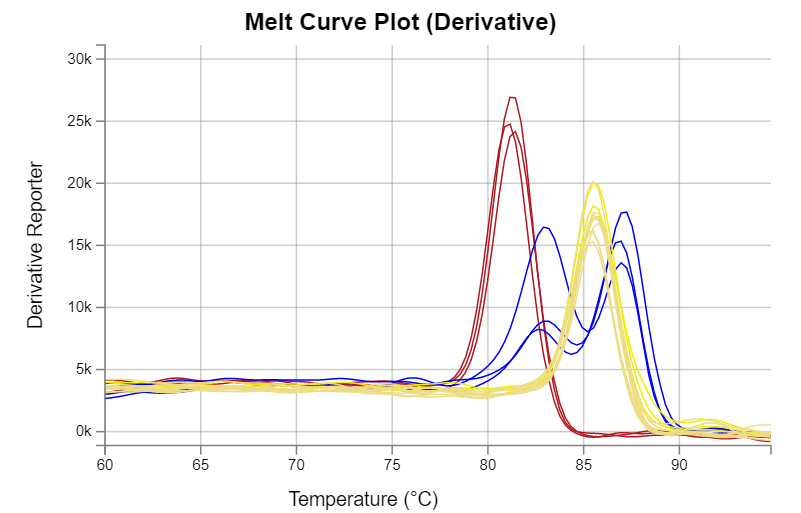 Melt Curve Plot (Derivative)
30k
25k
20k
15k
10k
5k
0k
Derivative Reporter
60 65 70 75 80 85 90
Temperature (°C)